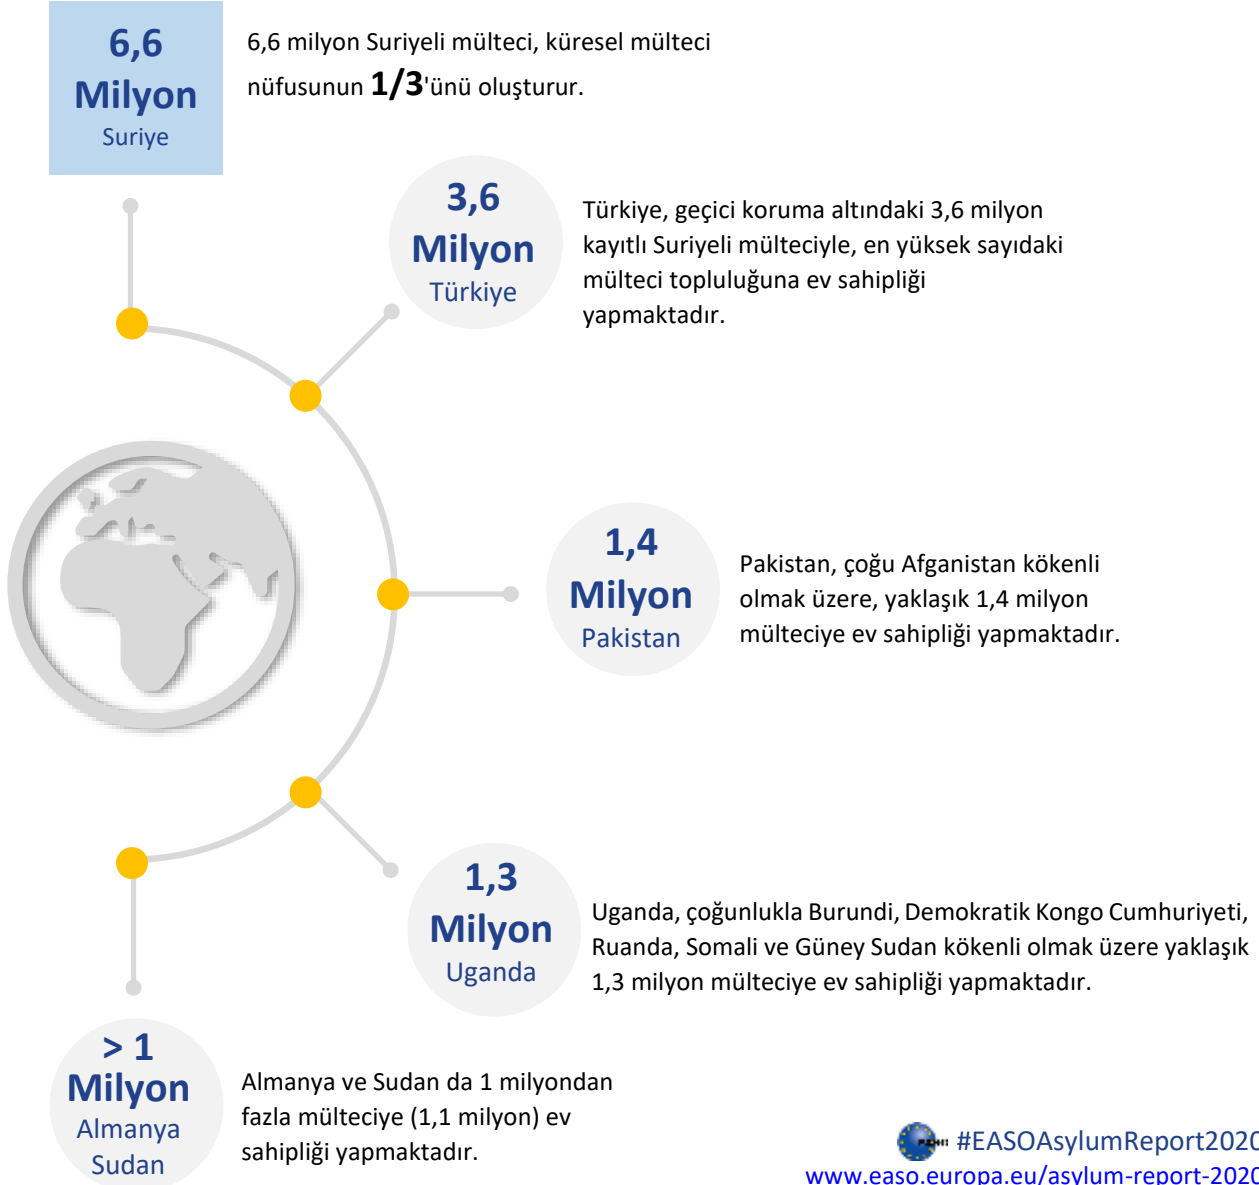 6,6
Milyon
Suriye
6,6 milyon Suriyeli mülteci, küresel mülteci
nüfusunun 1/3'ünü oluşturur.
3,6
Milyon
Türkiye
Türkiye, geçici koruma altındaki 3,6 milyon
kayıtlı Suriyeli mülteciyle, en yüksek sayıdaki
mülteci topluluğuna ev sahipliği
yapmaktadır.
1,4
Milyon
Pakistan
Pakistan, çoğu Afganistan kökenli
olmak üzere, yaklaşık 1,4 milyon
mülteciye ev sahipliği yapmaktadır.
1,3
Milyon
Uganda
Uganda, çoğunlukla Burundi, Demokratik Kongo Cumhuriyeti,
Ruanda, Somali ve Güney Sudan kökenli olmak üzere yaklaşık
1,3 milyon mülteciye ev sahipliği yapmaktadır.
> 1
Milyon
Almanya
Sudan
Almanya ve Sudan da 1 milyondan
fazla mülteciye (1,1 milyon) ev
sahipliği yapmaktadır.
#EASOAsylumReport2020
www.easo.europa.eu/asylum-report-2020